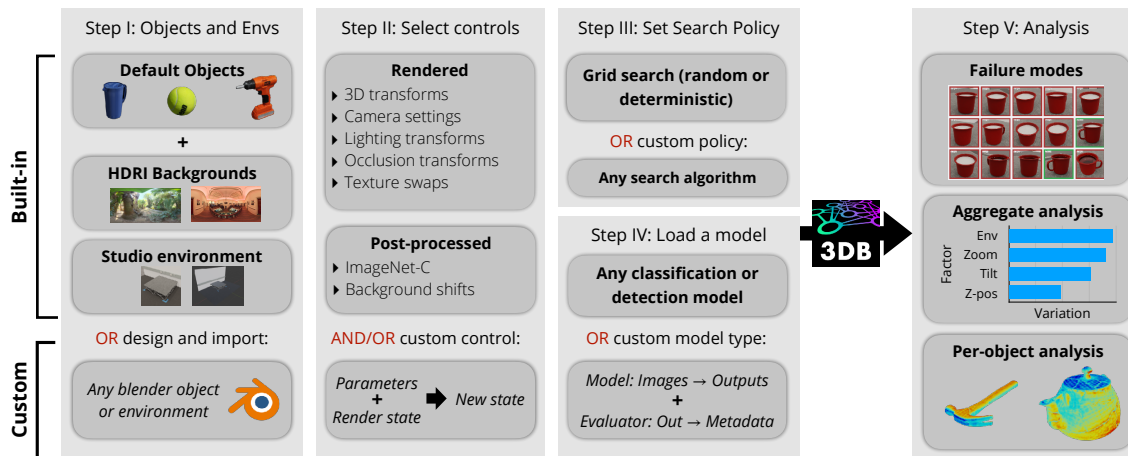 Step I: Objects and Envs
Built-in
Default Objects
+
HDRI Backgrounds
Studio environment
OR design and import:
Custom
Any blender object
or environment
Step II: Select controls
Rendered
3D transforms
Camera settings
Lighting transforms
Occlusion transforms
Texture swaps
Post-processed
ImageNet-C
Background shifts
AND/OR custom control:
Parameters
+
Render state
New state
Step III: Set Search Policy
Grid search (random or
deterministic)
OR custom policy:
Any search algorithm
Step IV: Load a model
Any classification or
detection model
OR custom model type:
Model: Images → Outputs
+
Evaluator: Out → Metadata
3DB
Step V: Analysis
Failure modes
Aggregate analysis
Factor
Env
Zoom
Tilt
Z-pos
Variation
Per-object analysis